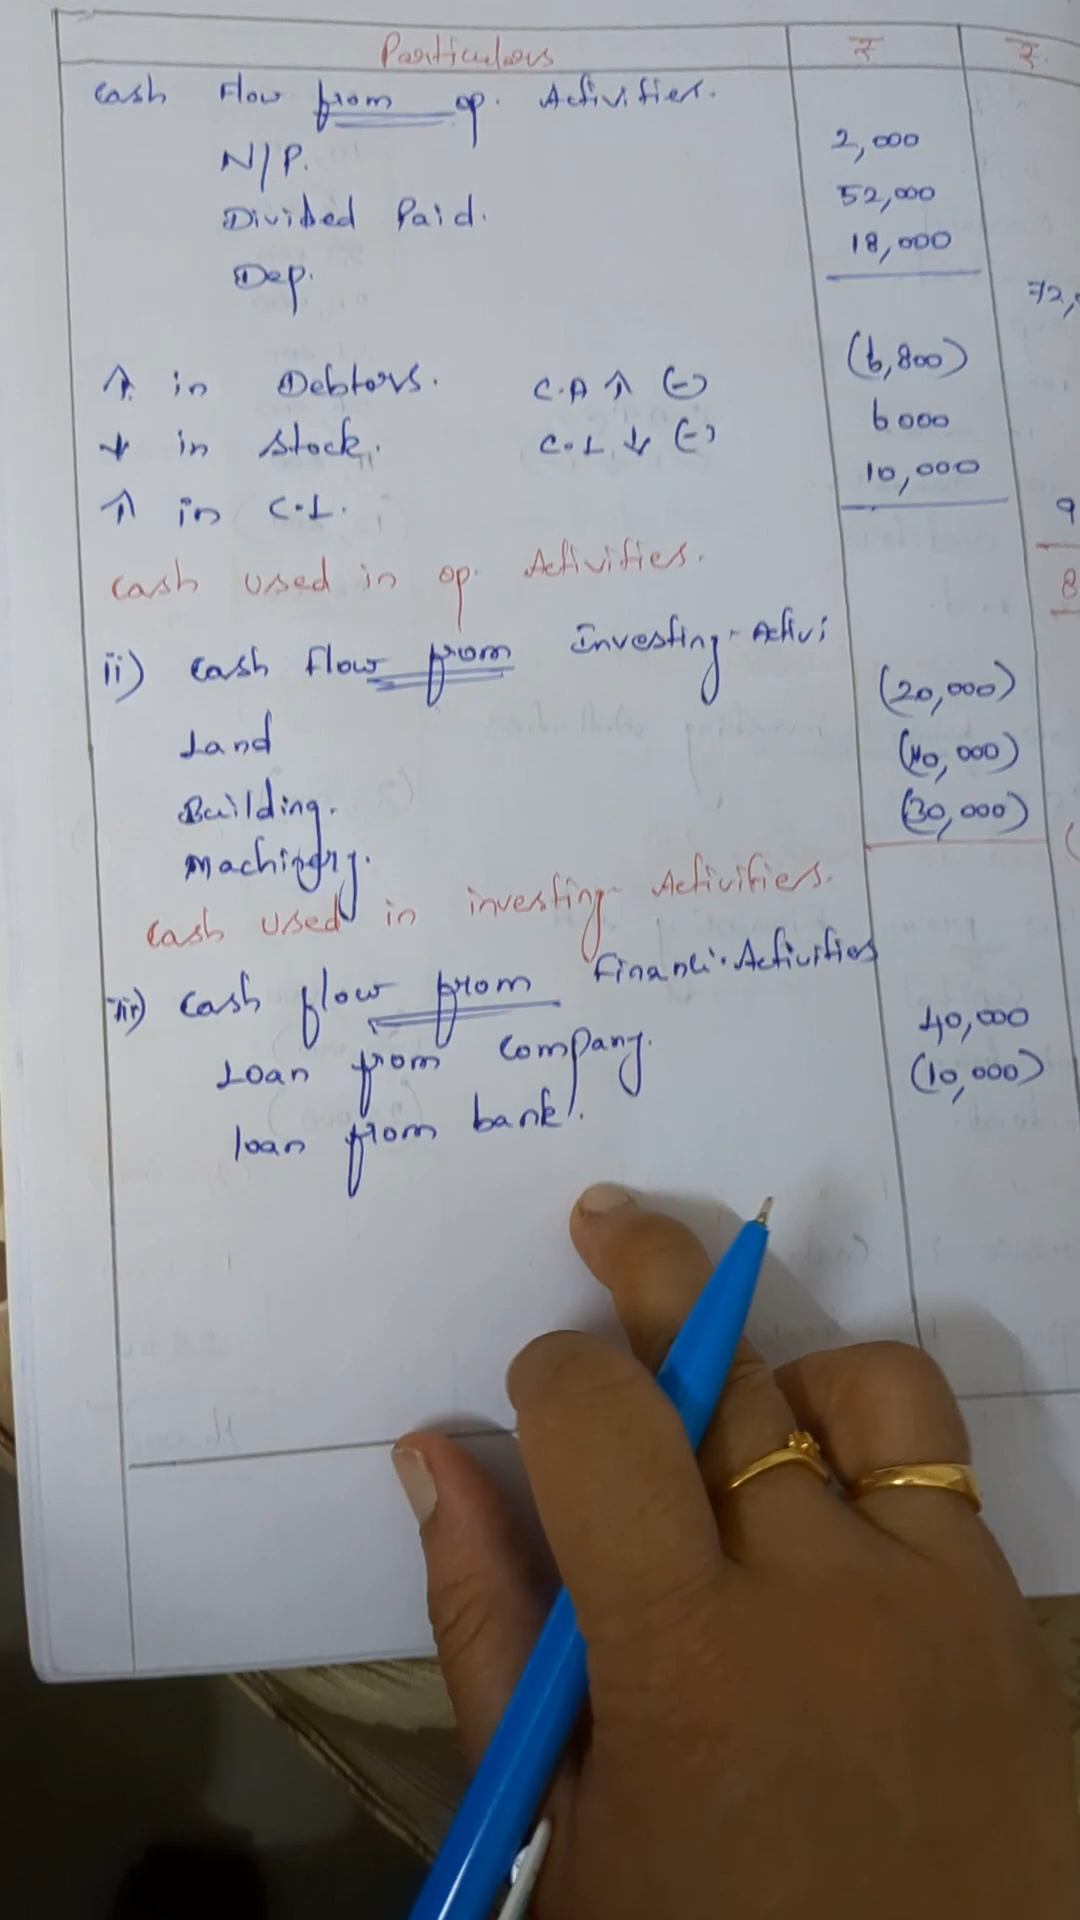 Particulars ₹ ₹
Cash Flow from op. Activities.
N/P. 2,000
Divided Paid. 52,000
Dep. 18,000
72,
↑ in Debtors. C.A ↑ (-) (6,800)
↓ in stock. C.L ↓ (-) 6000
↑ in C.L. 10,000
9
Cash used in op. Activities. 8
ii) Cash Flow from Investing Activi
Land (20,000)
Building. (40,000)
Machinery. (30,000)
(
Cash used in investing Activities.
iii) Cash flow from Financi. Activities
Loan from Company. 40,000
loan from bank. (10,000)